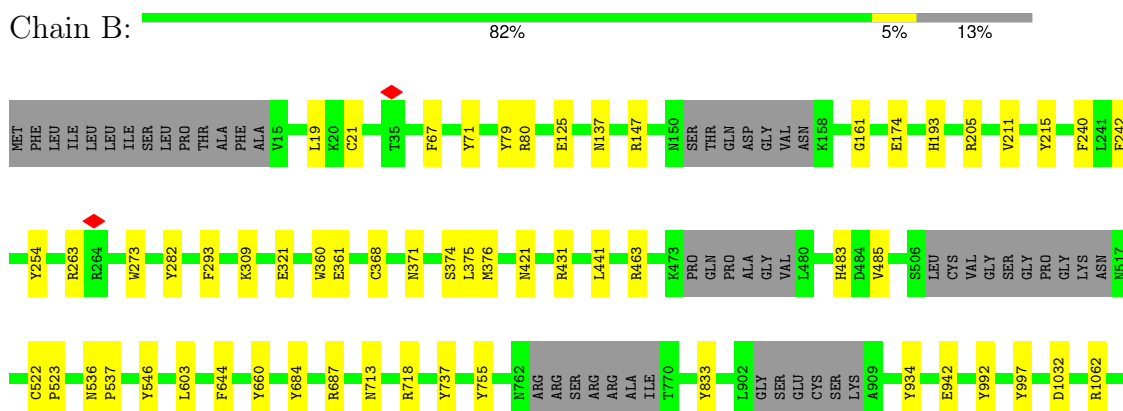 Chain B:
82% 5% 13%
MET PHE LEU ILE LEU LEU ILE SER LEU PRO THR ALA PHE ALA V15 L19 K20 C21 T35 F67 Y71 Y79 R80 E125 N137 R147 N150 SER THR GLN ASP GLY VAL ASN K158 G161 E174 H193 R205 V211 Y215 F240 L241 F242
Y254 R263 R264 W273 Y282 F293 K309 E321 W360 E361 C368 N371 S374 L375 M376 N421 R431 L441 R463 K473 PRO GLN PRO ALA GLY VAL L480 H483 D484 V485 S506 LEU CYS VAL GLY SER GLY PRO GLY LYS ASN N517
C522 P523 N536 P537 Y546 L603 F644 Y660 Y684 R687 N713 R718 Y737 Y755 N762 ARG ARG SER ARG ARG ALA ILE T770 Y833 L902 GLY SER GLU CYS SER LYS A909 Y934 E942 Y992 Y997 D1032 R1062